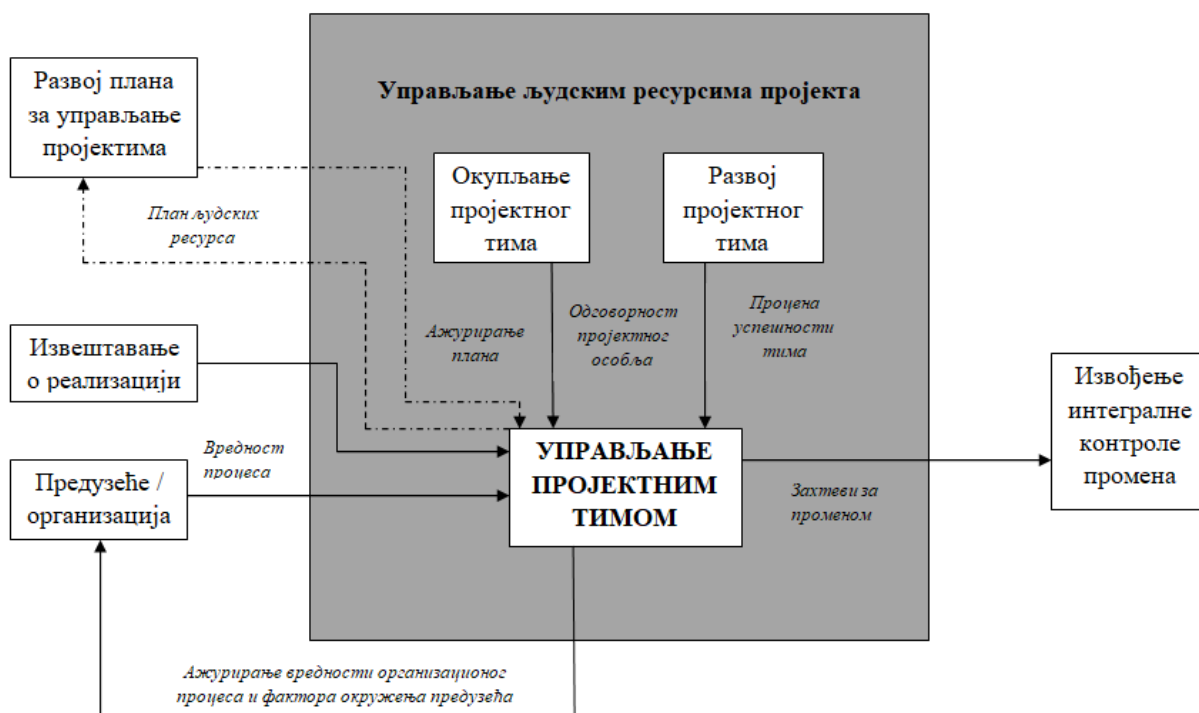 Управљање људским ресурсима пројекта
Развој плана
за управљање
пројектима
Окупљање
пројектног
тима
Развој
пројектног
тима
План људских
ресурса
Ажурирање
плана
Одговорност
пројектног
особља
Процена
успешности
тима
Извештавање
о реализацији
Извођење
интегралне
контроле
промена
Вредност
процеса
Предузеће /
организација
УПРАВЉАЊЕ
ПРОЈЕКТНИМ
ТИМОМ
Захтеви за
променом
Ажурирање вредности организационог
процеса и фактора окружења предузећа